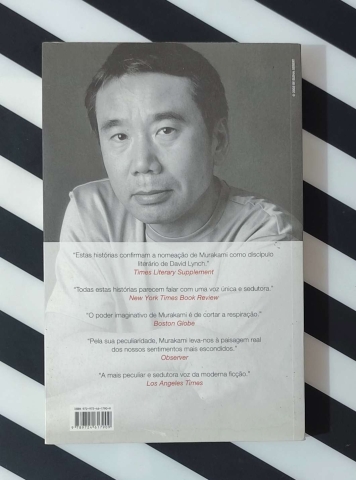 "Estas histórias confirmam a nomeação de Murakami como discípulo
literário de David Lynch."
Times Literary Supplement
"Todas estas histórias parecem falar com uma voz única e sedutora."
New York Times Book Review
"O poder imaginativo de Murakami é de cortar a respiração."
Boston Globe
"Pela sua peculiaridade, Murakami leva-nos à paisagem real
dos nossos sentimentos mais escondidos."
Observer
"A mais peculiar e sedutora voz da moderna ficção."
Los Angeles Times